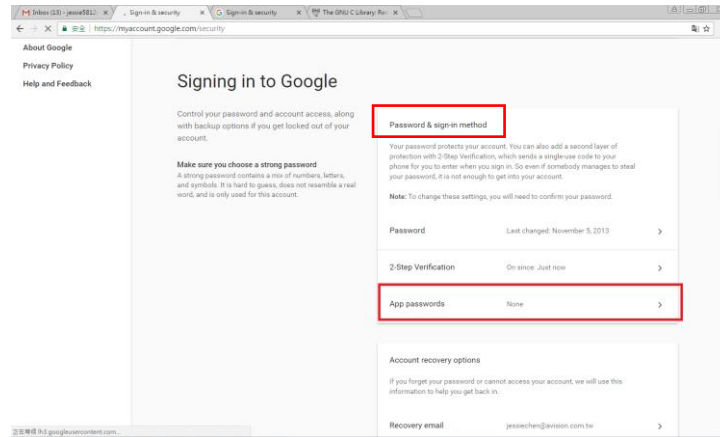 Inbox (13) - jessie5812
Sign-in & security
Sign-in & security
The GNU C Library: Re
安全 | https://myaccount.google.com/security
About Google
Privacy Policy
Help and Feedback
Signing in to Google
Control your password and account access, along
with backup options if you get locked out of your
account.
Make sure you choose a strong password
A strong password contains a mix of numbers, letters,
and symbols. It is hard to guess, does not resemble a real
word, and is only used for this account.
Password & sign-in method
Your password protects your account. You can also add a second layer of
protection with 2-Step Verification, which sends a single-use code to your
phone for you to enter when you sign in. So even if somebody manages to steal
your password, it is not enough to get into your account.
Note: To change these settings, you will need to confirm your password.
Password Last changed: November 5, 2013
2-Step Verification On since: Just now
App passwords None
Account recovery options
If you forget your password or cannot access your account, we will use this
information to help you get back in.
Recovery email jessiechen@avision.com.tw
lh3.googleusercontent.com...